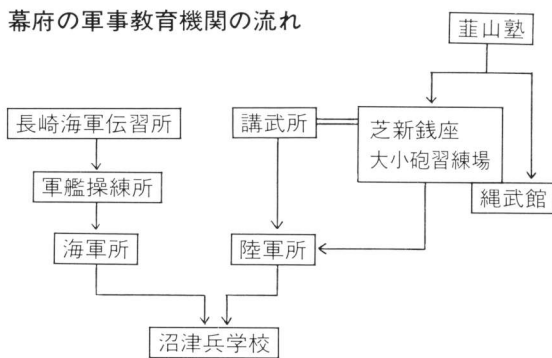 幕府の軍事教育機関の流れ
韮山塾
長崎海軍伝習所
講武所
芝新銭座
大小砲習練場
軍艦操練所
縄武館
海軍所
陸軍所
沼津兵学校